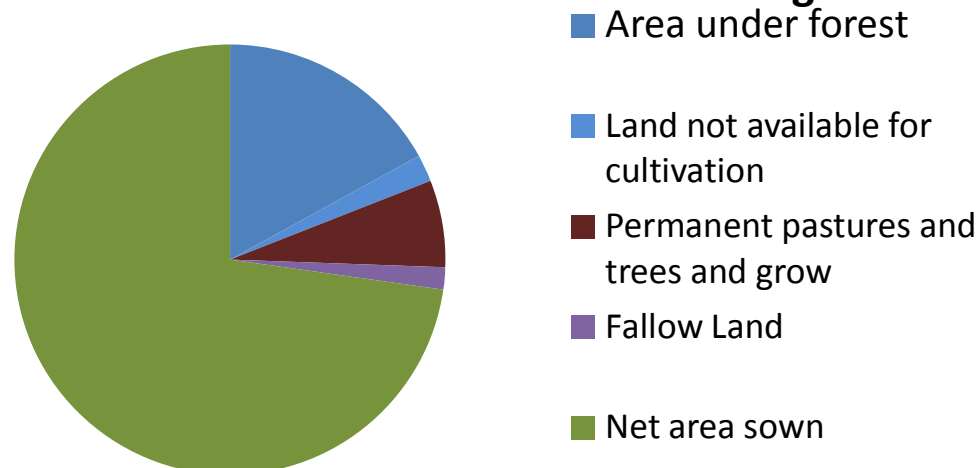 Area under forest
Land not available for
cultivation
Permanent pastures and
trees and grow
Fallow Land
Net area sown